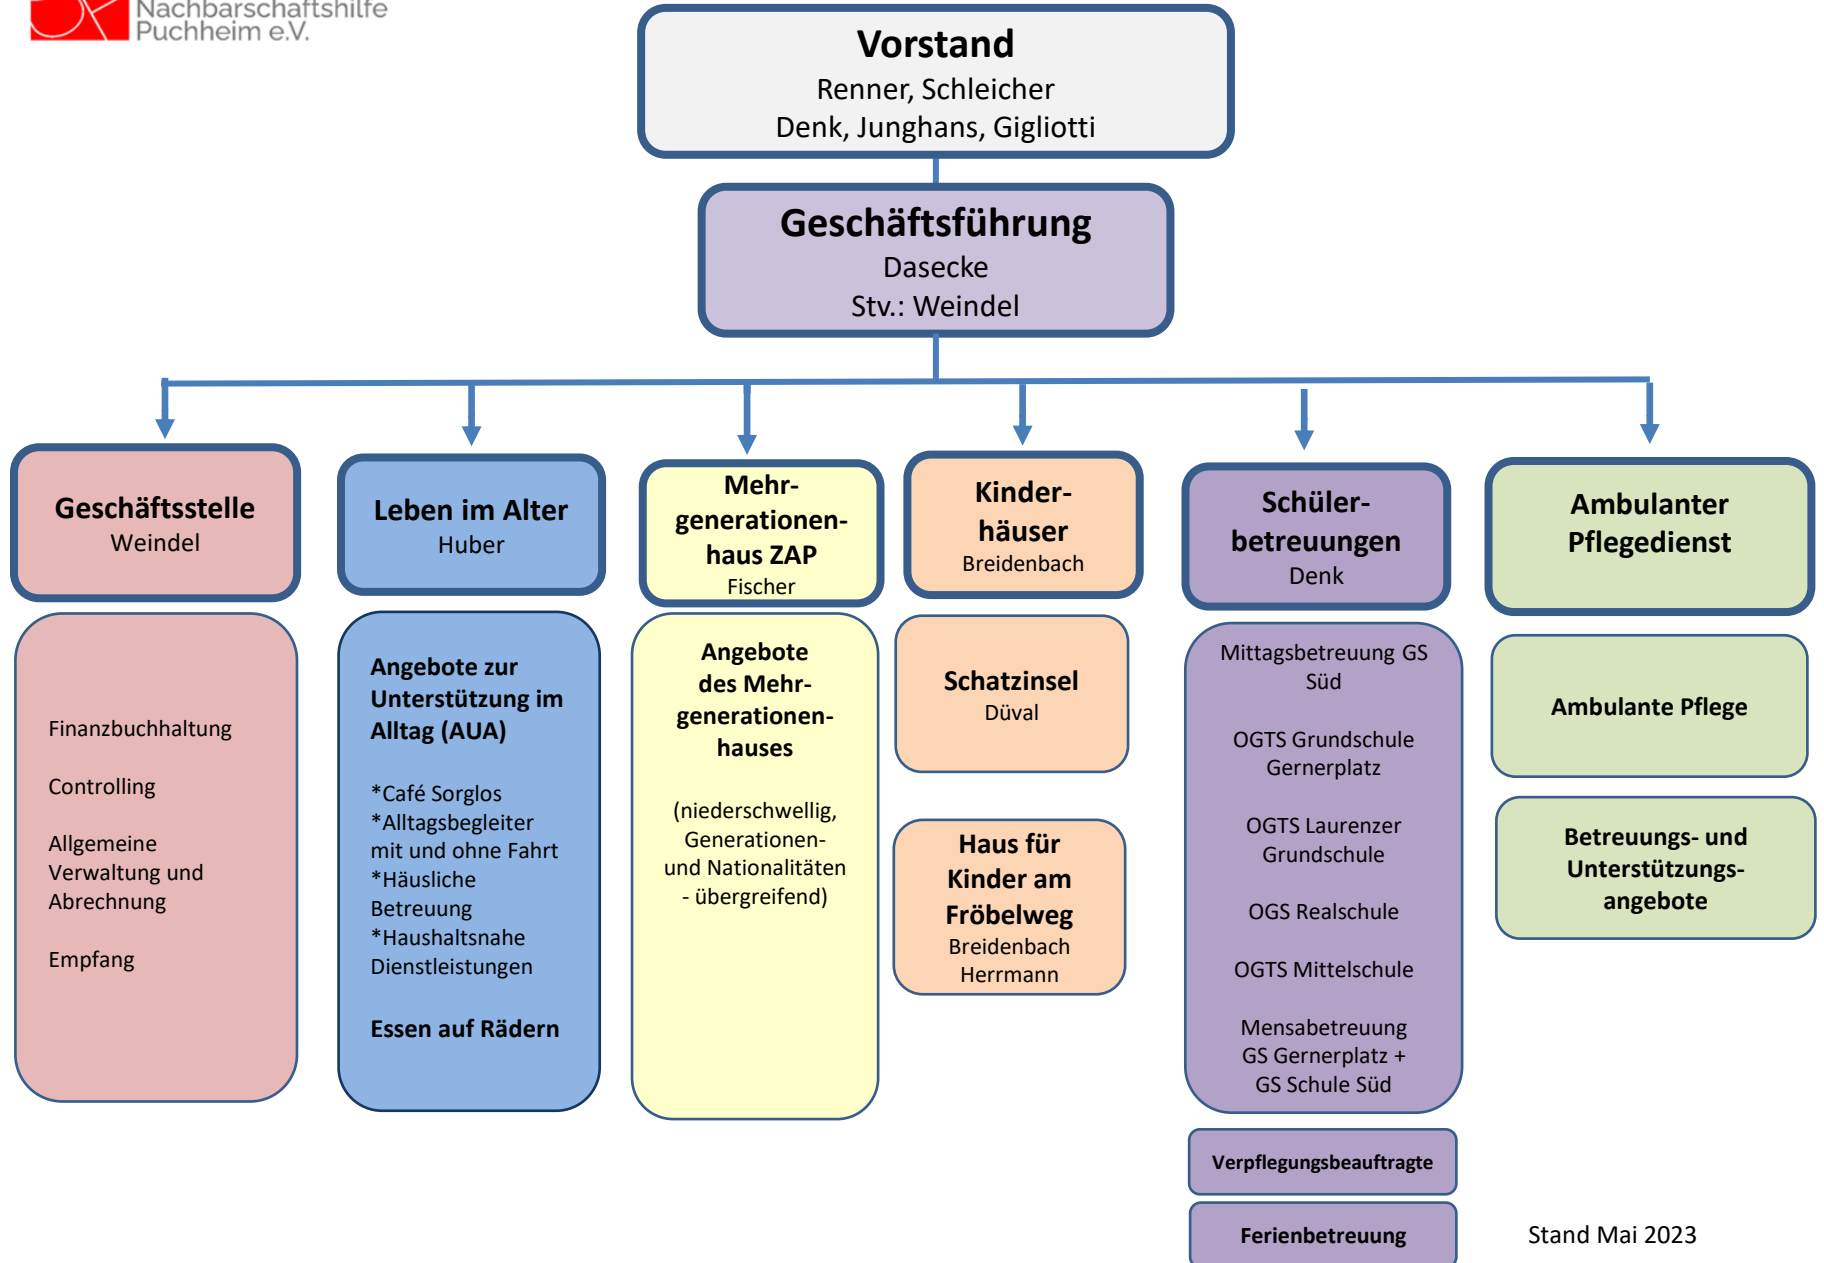 Nachbarschaftshilfe
Puchheim e.V.
Vorstand
Renner, Schleicher
Denk, Junghans, Gigliotti
Geschäftsführung
Dasecke
Stv.: Weindel
Geschäftsstelle
Weindel
Finanzbuchhaltung
Controlling
Allgemeine
Verwaltung und
Abrechnung
Empfang
Leben im Alter
Huber
Angebote zur
Unterstützung im
Alltag (AUA)
*Café Sorglos
*Alltagsbegleiter
mit und ohne Fahrt
*Häusliche
Betreuung
*Haushaltsnahe
Dienstleistungen
Essen auf Rädern
Mehr-
generationen-
haus ZAP
Fischer
Angebote
des Mehr-
generationen-
hauses
(niederschwellig,
Generationen-
und Nationalitäten
- übergreifend)
Kinder-
häuser
Breidenbach
Schatzinsel
Düval
Haus für
Kinder am
Fröbelweg
Breidenbach
Herrmann
Schüler-
betreuungen
Denk
Mittagsbetreuung GS
Süd
OGTS Grundschule
Gernerplatz
OGTS Laurenzer
Grundschule
OGS Realschule
OGTS Mittelschule
Mensabetreuung
GS Gernerplatz +
GS Schule Süd
Verpflegungsbeauftragte
Ferienbetreuung
Ambulanter
Pflegedienst
Ambulante Pflege
Betreuungs- und
Unterstützungs-
angebote
Stand Mai 2023